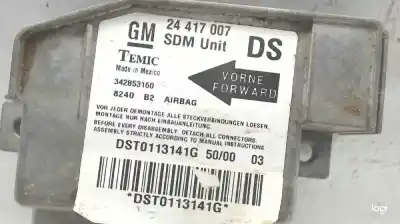 GM 24 417 007 DS
SDM Unit
TEMIC
Made in Mexico
342853160
VORNE
FORWARD
8240 B2 AIRBAG
VOR JEDER DEMONTAGE ALLE STECKVERBINDUNGEN LOESEN,
MONTAGE NUR NACH EINBAUANLEITUNG.
BEFORE EVERY DISASSEMBLY DETACH ALL CONNECTORS
ASSEMBLY STRICTLY ACCORDING TO MANUAL INSTRUCTIONS
DST0113141G 50/00 03
*DST0113141G*
logi